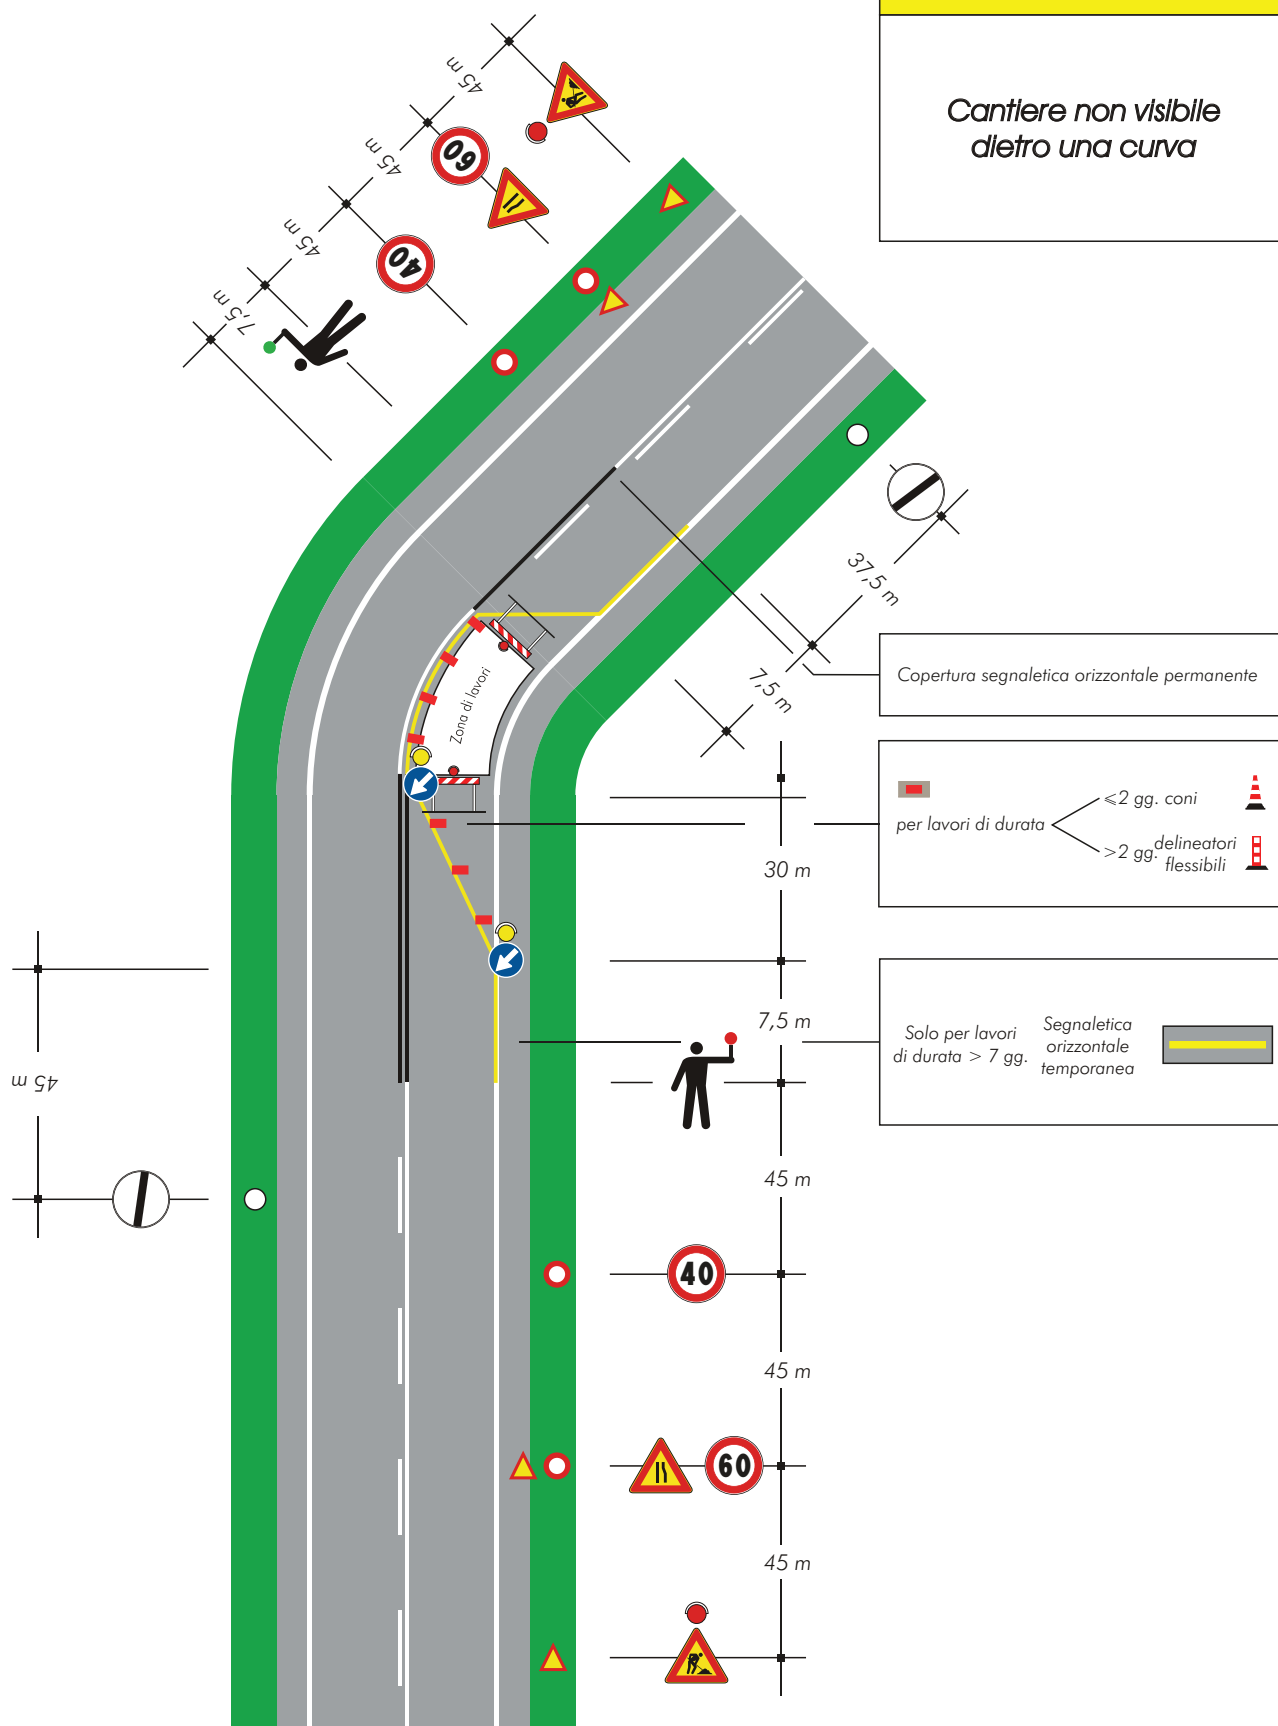 Cantiere non visibile
dietro una curva
45 m
60
45 m
40
45 m
7,5 m
37,5 m
7,5 m
Copertura segnaletica orizzontale permanente
Zona di lavori
per lavori di durata
⩽2 gg. coni
>2 gg. delineatori
flessibili
30 m
7,5 m
Solo per lavori
di durata > 7 gg.
Segnaletica
orizzontale
temporanea
45 m
45 m
40
45 m
60
45 m